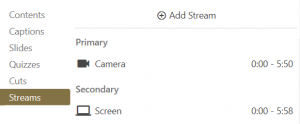 Contents
Captions
Slides
Quizzes
Cuts
Streams
Add Stream
Primary
Camera 0:00 - 5:50
Secondary
Screen 0:00 - 5:58